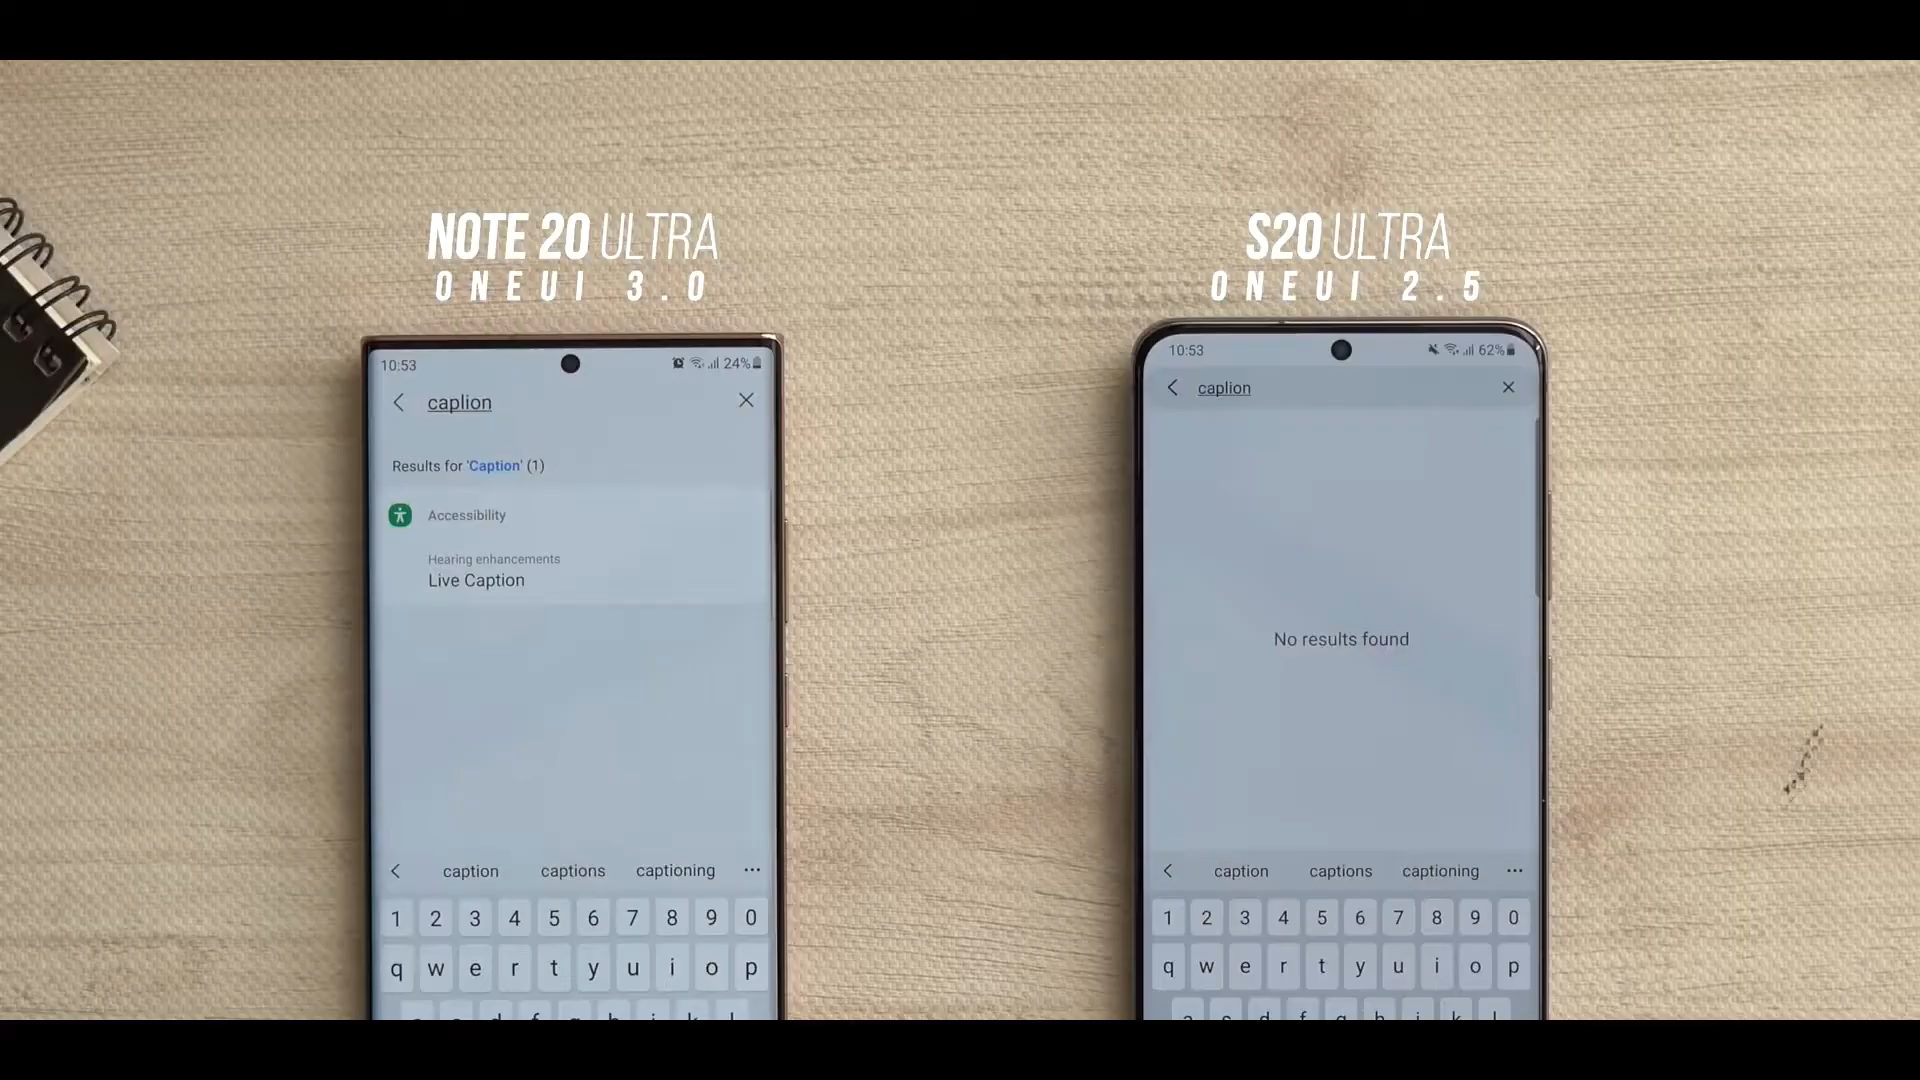 NOTE 20 ULTRA
ONEUI 3.0
10:53
24%
caplion
Results for 'Caption' (1)
Accessibility
Hearing enhancements
Live Caption
caption captions captioning ...
1 2 3 4 5 6 7 8 9 0
q w e r t y u i o p
S20 ULTRA
ONEUI 2.5
10:53
62%
caplion
No results found
caption captions captioning ...
1 2 3 4 5 6 7 8 9 0
q w e r t y u i o p